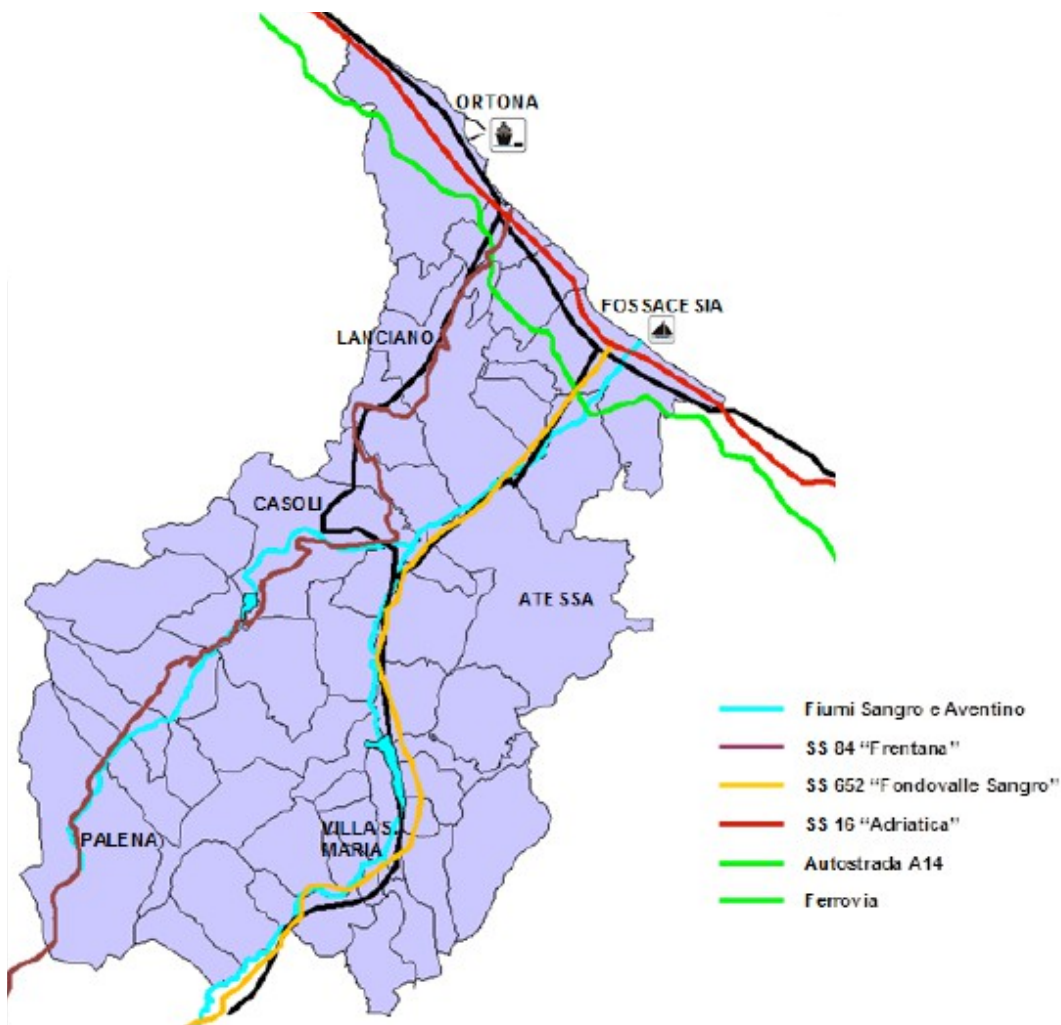 ORTONA
FOSSACESIA
LANCIANO
CASOLI
ATESSA
PALENA
VILLA S.
MARIA
Fiumi Sangro e Aventino
SS 84 “Frentana”
SS 652 “Fondovalle Sangro”
SS 16 “Adriatica”
Autostrada A14
Ferrovia